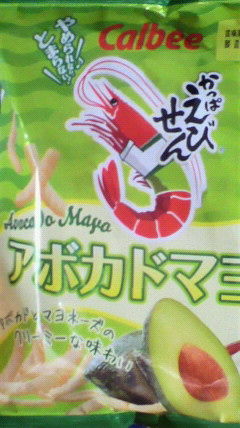 やめられない、
とまらない!
Calbee
かっぱ
えびせん
Avocado Mayo
アボカドマヨ
アボカドとマヨネーズの
クリーミーな味わい